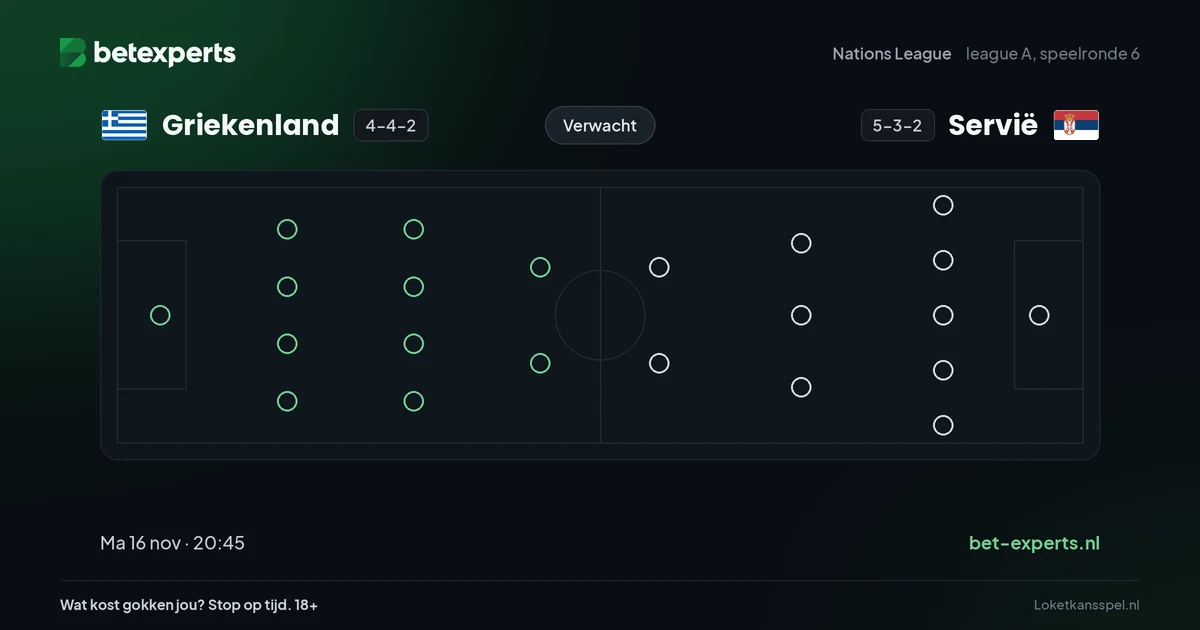 betexperts
Nations League league A, speelronde 6
Griekenland 4-4-2
Verwacht
5-3-2 Servië
Ma 16 nov · 20:45
bet-experts.nl
Wat kost gokken jou? Stop op tijd. 18+
Loketkansspel.nl